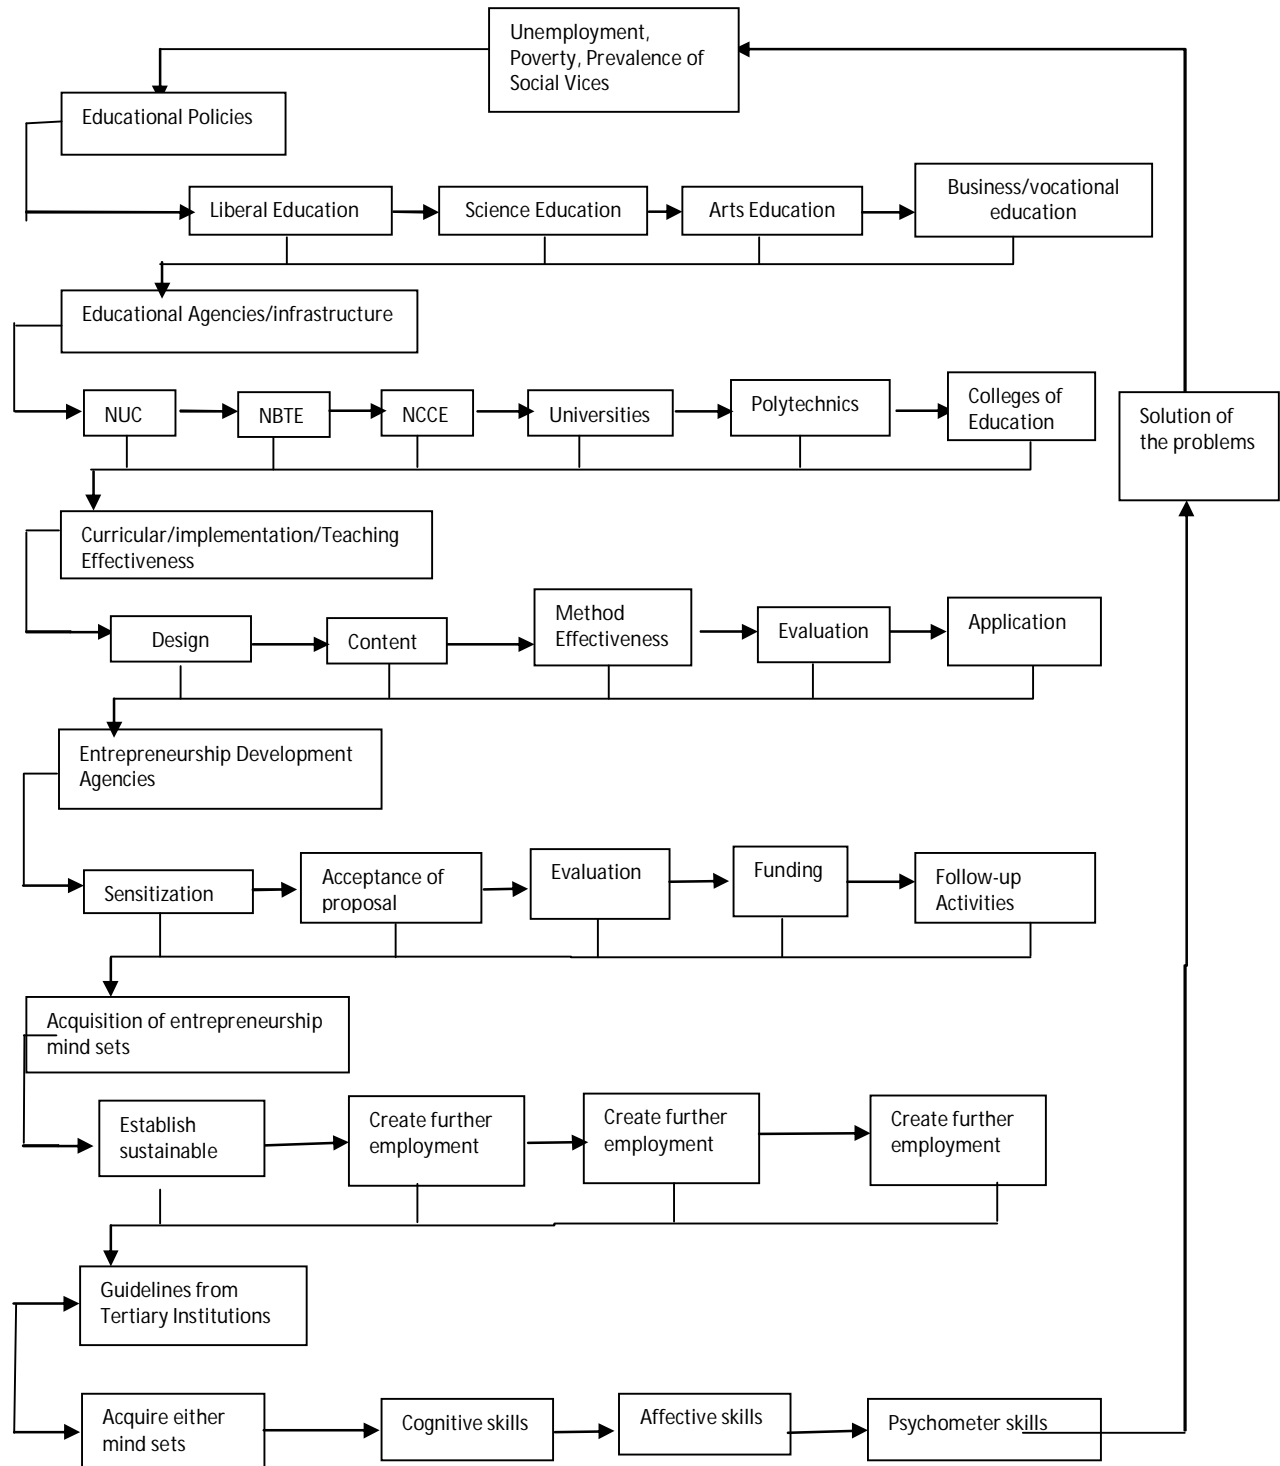 Unemployment,
Poverty, Prevalence of
Social Vices
Educational Policies
Liberal Education
Science Education
Arts Education
Business/vocational
education
Educational Agencies/infrastructure
NUC
NBTE
NCCE
Universities
Polytechnics
Colleges of
Education
Solution of
the problems
Curricular/implementation/Teaching
Effectiveness
Design
Content
Method
Effectiveness
Evaluation
Application
Entrepreneurship Development
Agencies
Sensitization
Acceptance of
proposal
Evaluation
Funding
Follow-up
Activities
Acquisition of entrepreneurship
mind sets
Establish
sustainable
Create further
employment
Create further
employment
Create further
employment
Guidelines from
Tertiary Institutions
Acquire either
mind sets
Cognitive skills
Affective skills
Psychometer skills